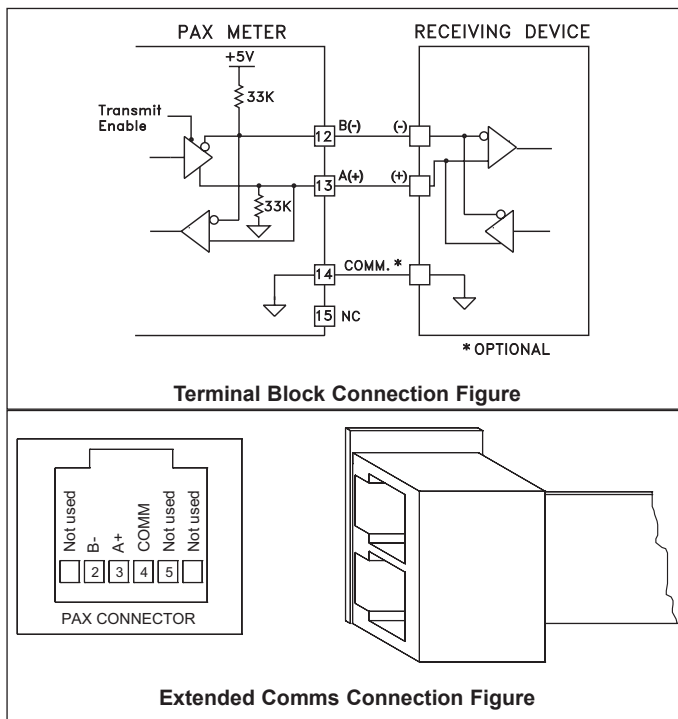 PAX METER
RECEIVING DEVICE
+5V
33K
Transmit
Enable
12
B(-)
(-)
13
A(+)
(+)
33K
14
COMM.*
15
NC
* OPTIONAL
Terminal Block Connection Figure
Not used
B-
A+
COMM
Not used
Not used
2
3
4
5
PAX CONNECTOR
Extended Comms Connection Figure